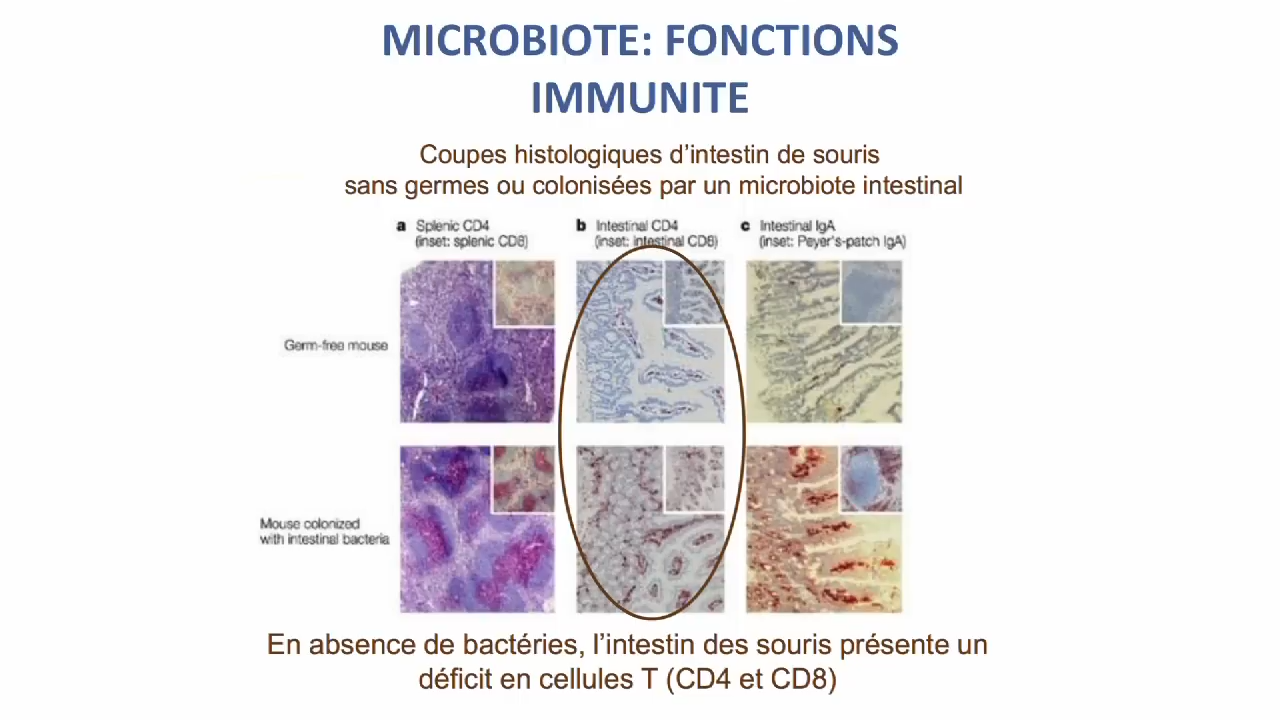 MICROBIOTE: FONCTIONS
IMMUNITE
Coupes histologiques d’intestin de souris
sans germes ou colonisées par un microbiote intestinal
a Splenic CD4
(inset: splenic CD8)
b Intestinal CD4
(inset: intestinal CD8)
c Intestinal IgA
(inset: Peyer's-patch IgA)
Germ-free mouse
Mouse colonized
with intestinal bacteria
En absence de bactéries, l’intestin des souris présente un
déficit en cellules T (CD4 et CD8)